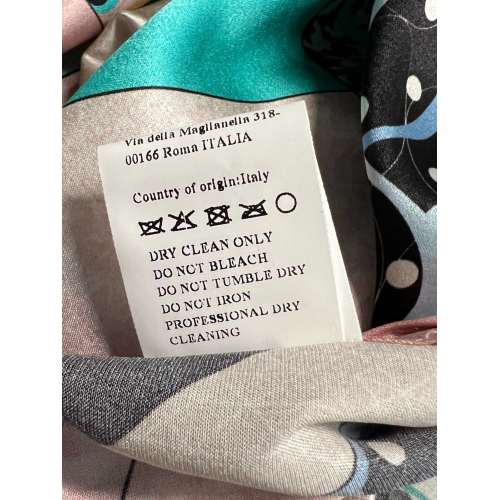 Via della Maglianella 318-
00166 Roma ITALIA
Country of origin:Italy
DRY CLEAN ONLY
DO NOT BLEACH
DO NOT TUMBLE DRY
DO NOT IRON
PROFESSIONAL DRY
CLEANING